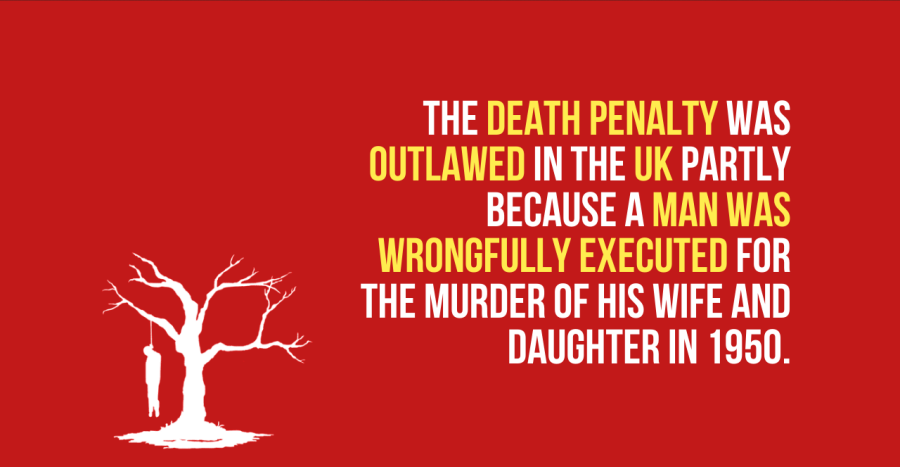 THE DEATH PENALTY WAS
OUTLAWED IN THE UK PARTLY
BECAUSE A MAN WAS
WRONGFULLY EXECUTED FOR
THE MURDER OF HIS WIFE AND
DAUGHTER IN 1950.